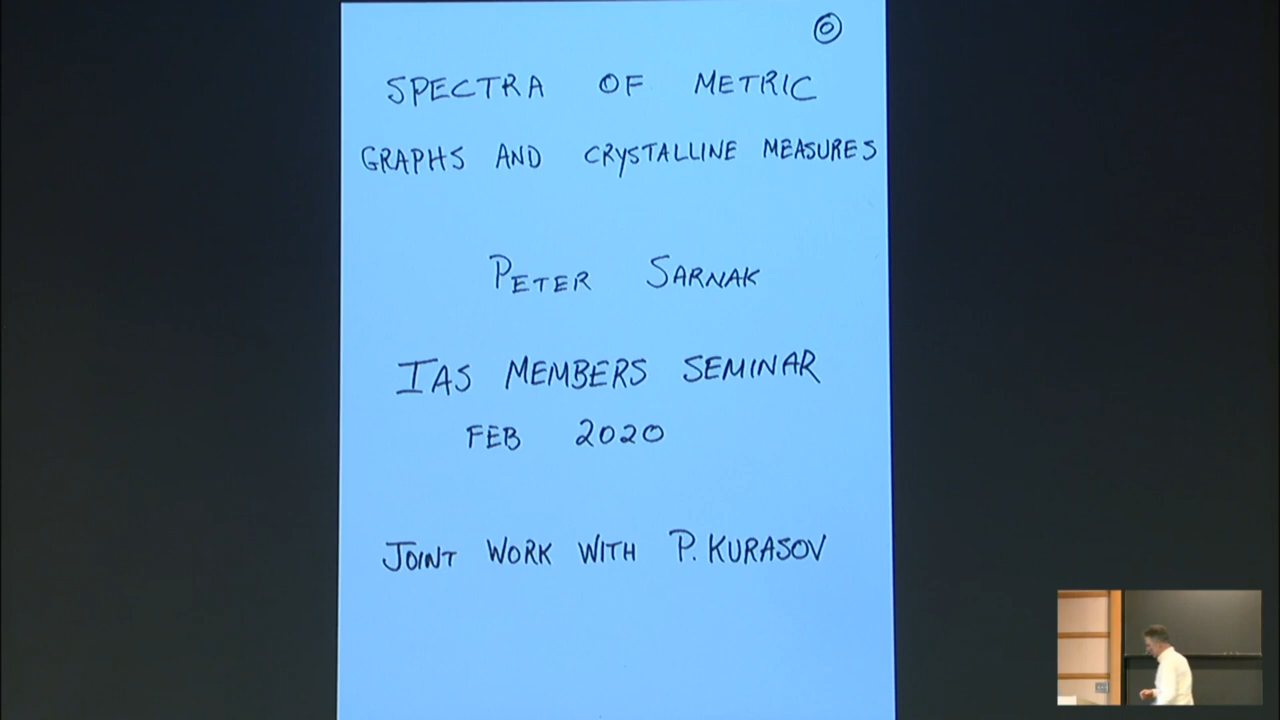 0
SPECTRA OF METRIC
GRAPHS AND CRYSTALLINE MEASURES
PETER SARNAK
IAS MEMBERS SEMINAR
FEB 2020
JOINT WORK WITH P. KURASOV